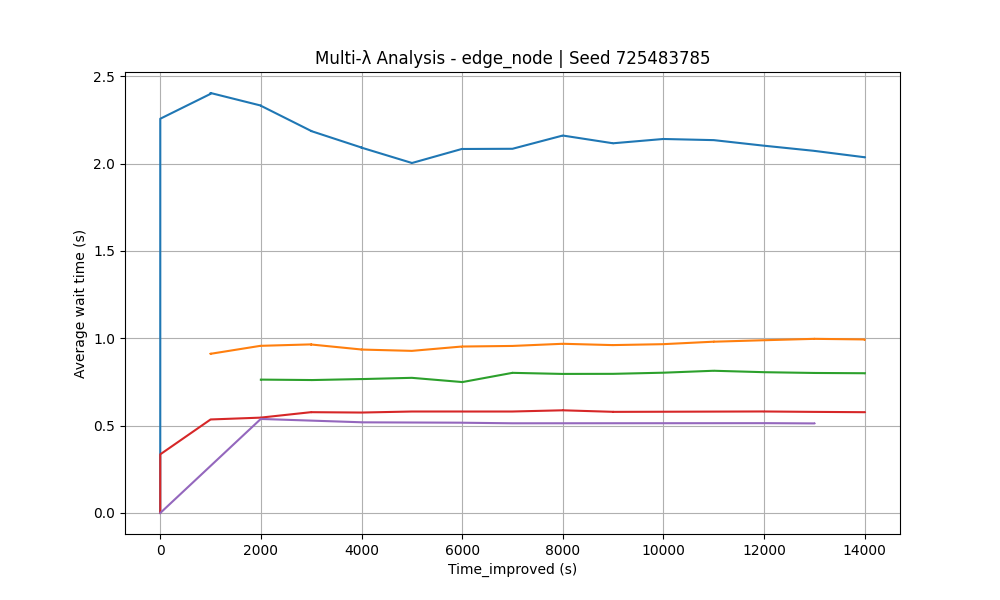 Multi-λ Analysis - edge_node | Seed 725483785
2.5
2.0
1.5
1.0
0.5
0.0
Average wait time (s)
0 2000 4000 6000 8000 10000 12000 14000
Time_improved (s)